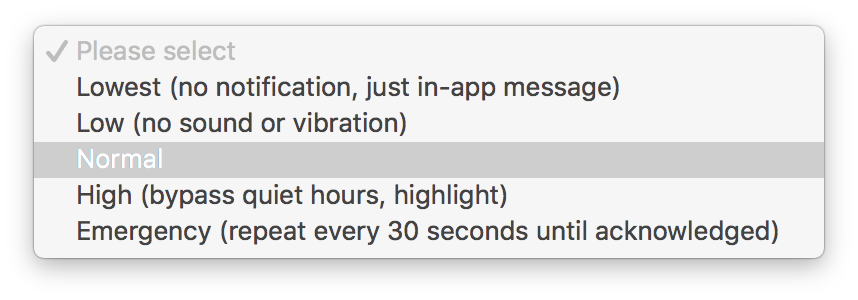 Please select
Lowest (no notification, just in-app message)
Low (no sound or vibration)
Normal
High (bypass quiet hours, highlight)
Emergency (repeat every 30 seconds until acknowledged)